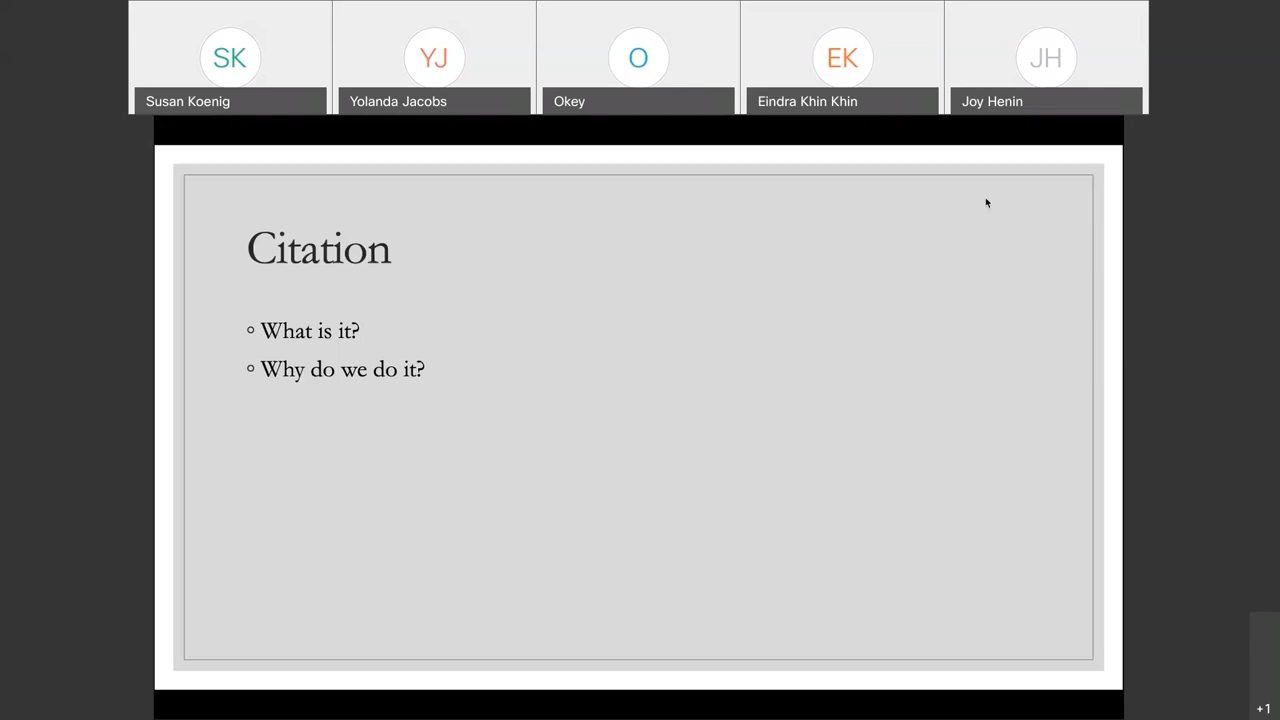 SK
Susan Koenig
YJ
Yolanda Jacobs
O
Okey
EK
Eindra Khin Khin
JH
Joy Henin
Citation
What is it?
Why do we do it?
+1